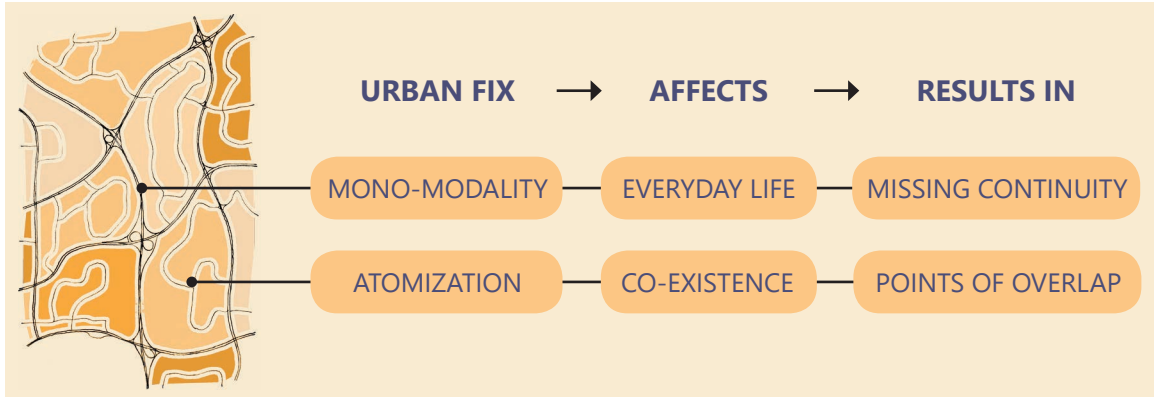 URBAN FIX → AFFECTS → RESULTS IN
MONO-MODALITY EVERYDAY LIFE MISSING CONTINUITY
ATOMIZATION CO-EXISTENCE POINTS OF OVERLAP